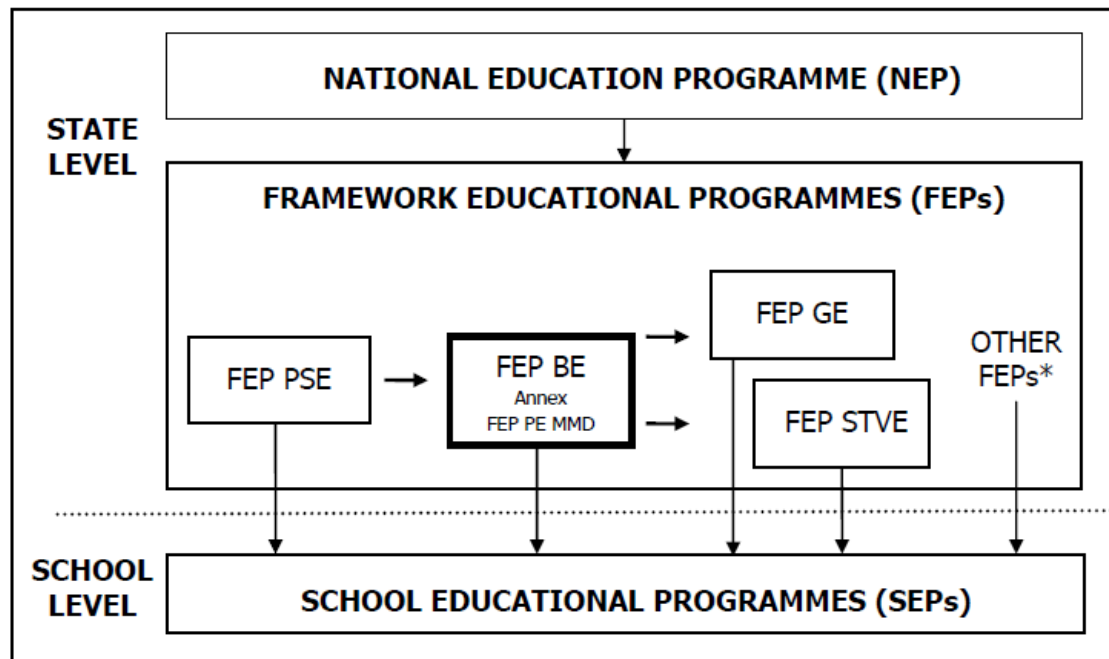 NATIONAL EDUCATION PROGRAMME (NEP)
STATE
LEVEL
FRAMEWORK EDUCATIONAL PROGRAMMES (FEPs)
FEP PSE
FEP BE
Annex
FEP PE MMD
FEP GE
FEP STVE
OTHER
FEPs*
SCHOOL
LEVEL
SCHOOL EDUCATIONAL PROGRAMMES (SEPs)